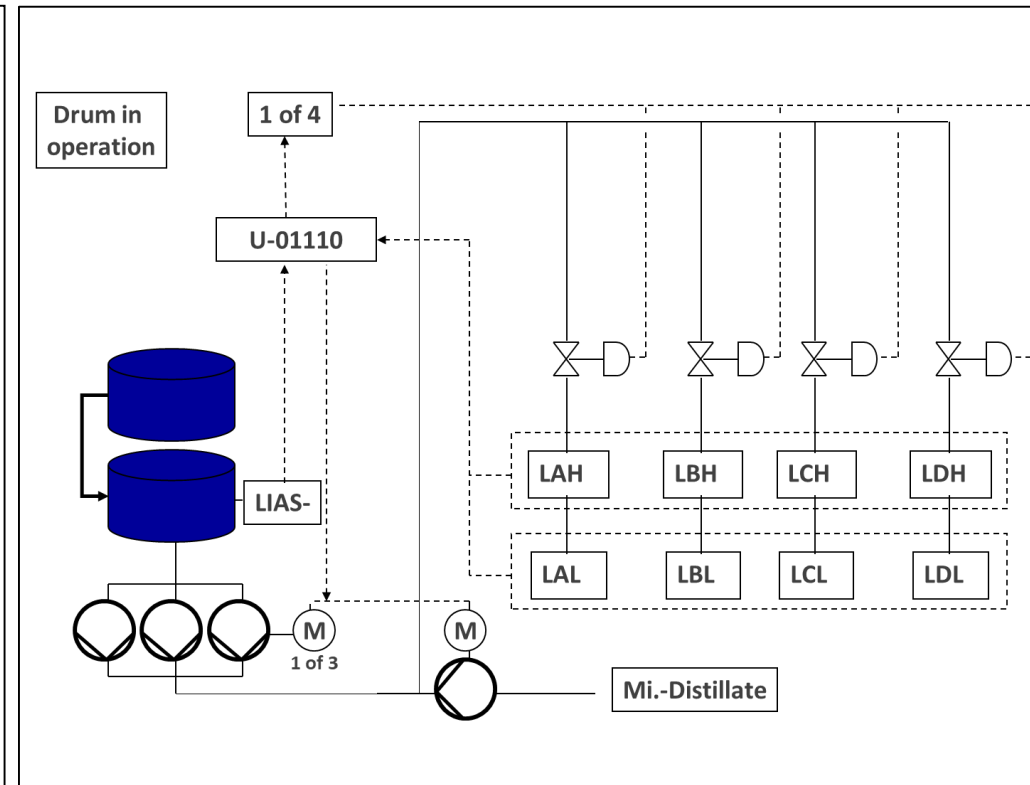 Drum in
operation
1 of 4
U-01110
LIAS-
LAH
LBH
LCH
LDH
LAL
LBL
LCL
LDL
M
1 of 3
M
Mi.-Distillate